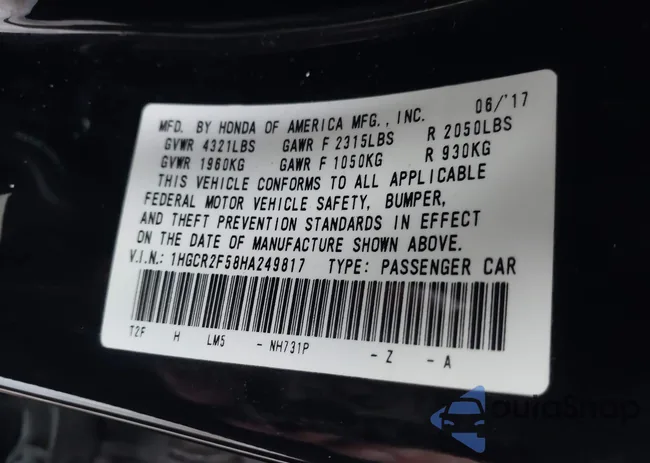 MFD. BY HONDA OF AMERICA MFG., INC. 06/'17
GVWR 4321LBS GAWR F 2315LBS R 2050LBS
GVWR 1960KG GAWR F 1050KG R 930KG
THIS VEHICLE CONFORMS TO ALL APPLICABLE
FEDERAL MOTOR VEHICLE SAFETY, BUMPER,
AND THEFT PREVENTION STANDARDS IN EFFECT
ON THE DATE OF MANUFACTURE SHOWN ABOVE.
V.I.N.: 1HGCR2F58HA249817 TYPE: PASSENGER CAR
T2F H LM5 - NH731P - Z - A
AutoSnap